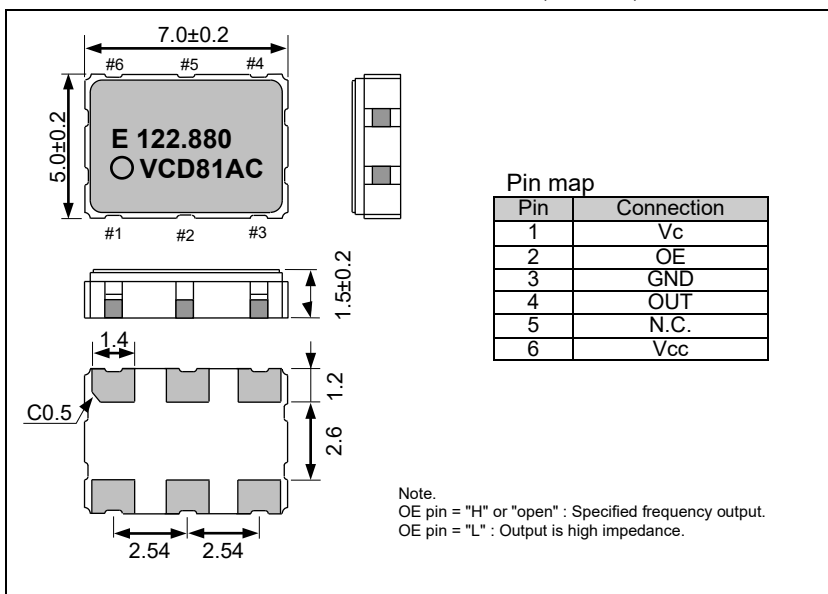 7.0±0.2
#6 #5 #4
5.0±0.2
E 122.880
VCD81AC
#1 #2 #3
1.5±0.2
1.4
1.2
C0.5
2.6
2.54 2.54
Pin map
Pin Connection
1 Vc
2 OE
3 GND
4 OUT
5 N.C.
6 Vcc
Note.
OE pin = "H" or "open" : Specified frequency output.
OE pin = "L" : Output is high impedance.